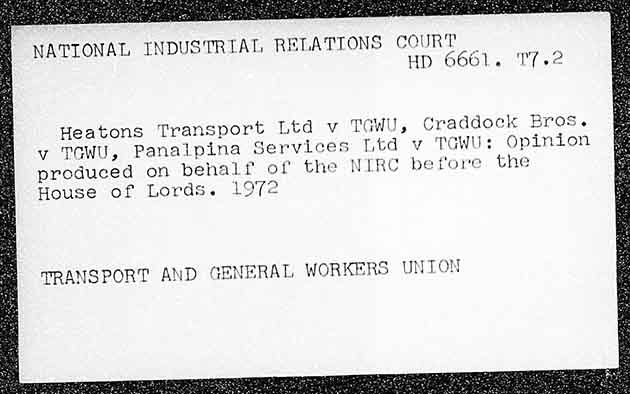 NATIONAL INDUSTRIAL RELATIONS COURT
HD 6661. T7.2
Heatons Transport Ltd v TGWU, Craddock Bros.
v TGWU, Panalpina Services Ltd v TGWU: Opinion
produced on behalf of the NIRC before the
House of Lords. 1972
TRANSPORT AND GENERAL WORKERS UNION